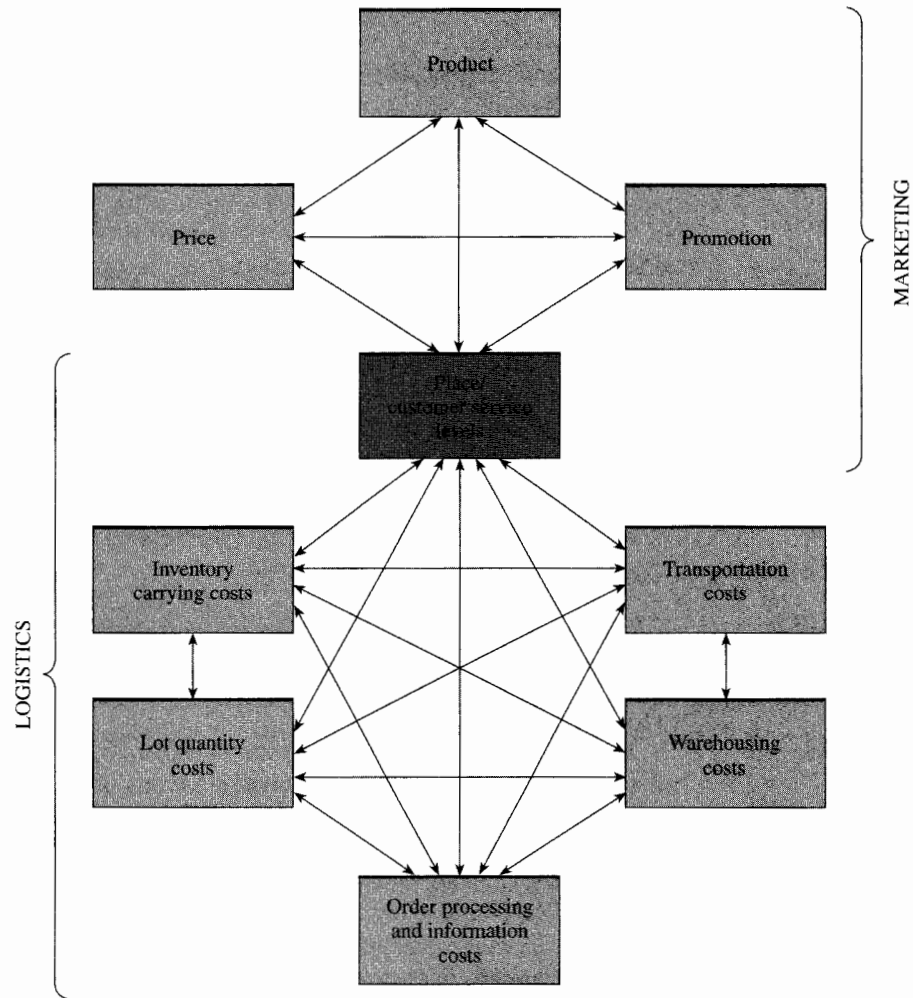 Product
Price
Promotion
MARKETING
Place/
customer service
levels
Inventory
carrying costs
Transportation
costs
LOGISTICS
Lot quantity
costs
Warehousing
costs
Order processing
and information
costs